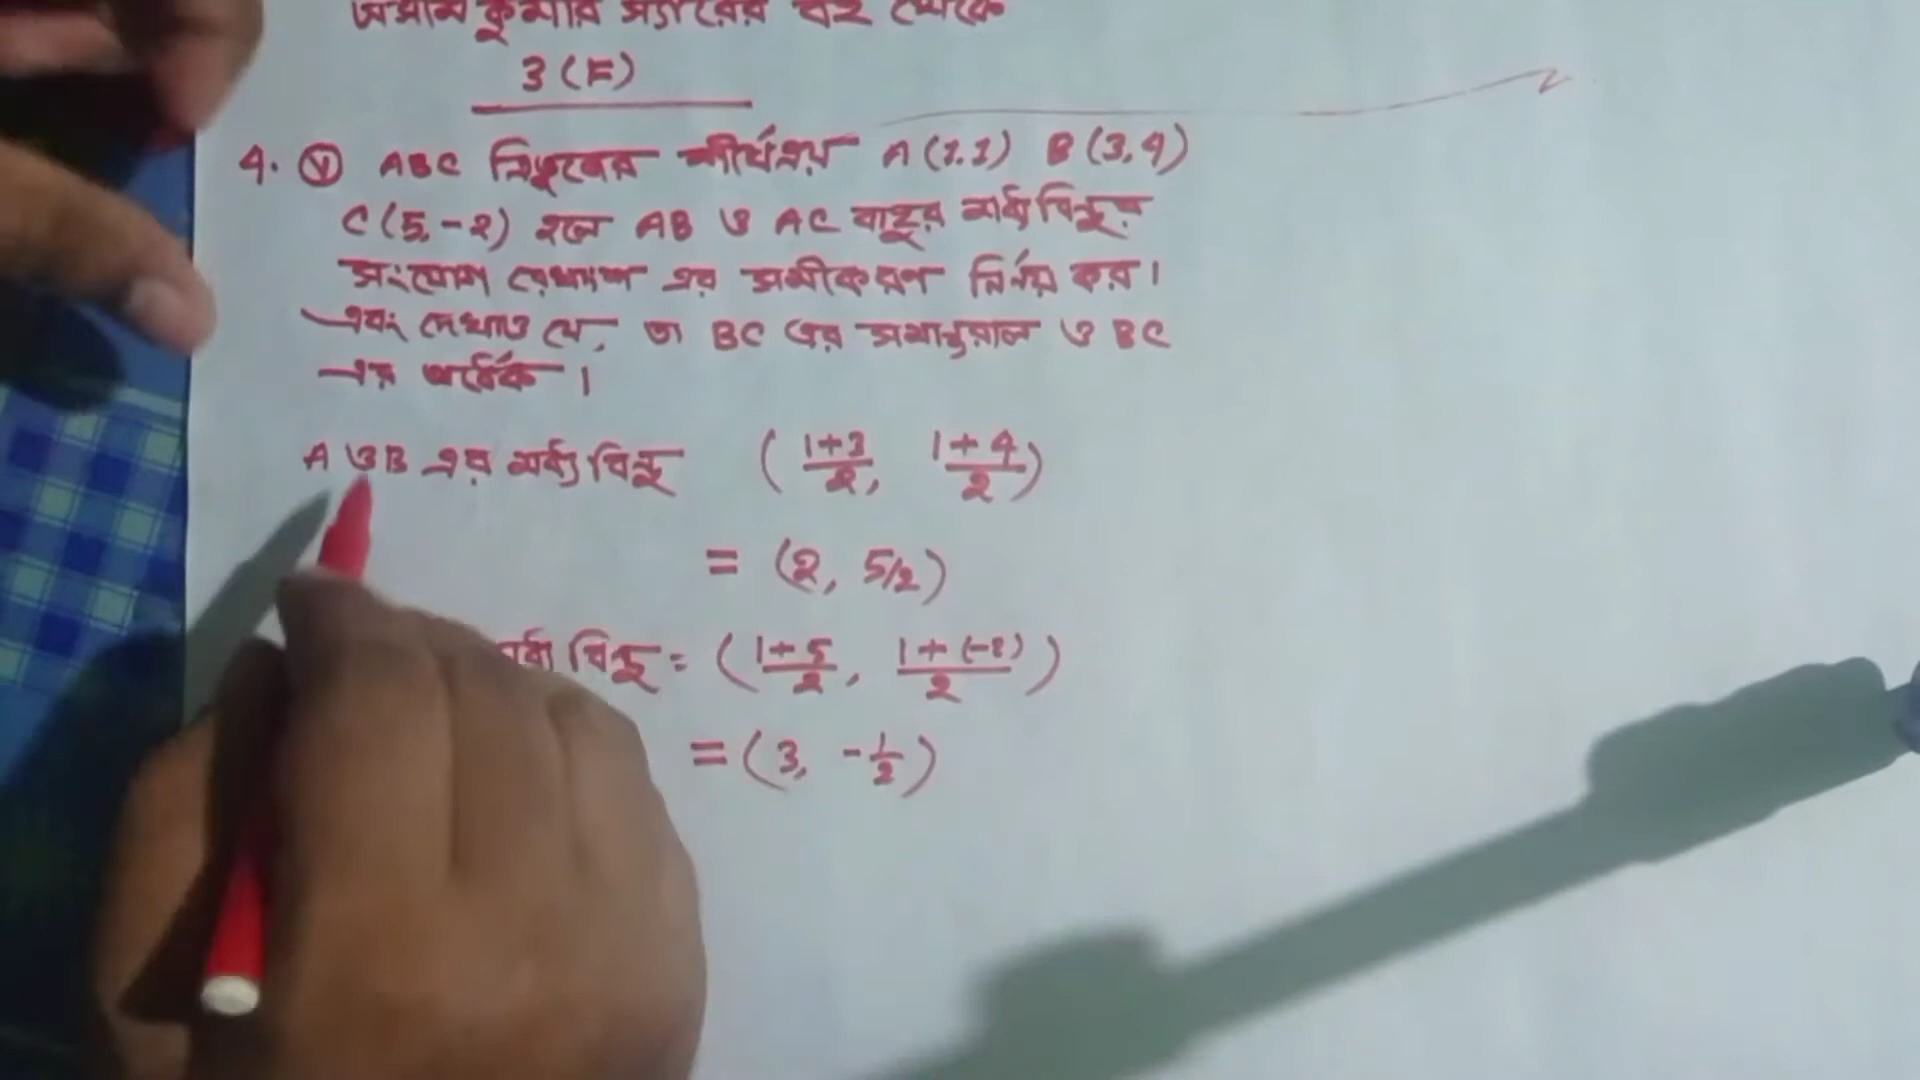 কুমার স্যারের বই থেকে
3 (F)
4. (v) ABC ত্রিভুজের শীর্ষত্রয় A (1.1) B (3,4)
C (5, -2) হলে AB ও AC বাহুর মধ্যবিন্দুর
সংযোগ রেখাংশ এর সমীকরণ নির্ণয় কর।
এবং দেখাও যে, তা BC এর সমান্তরাল ও BC
এর অর্ধেক।
A ও B এর মধ্য বিন্দু (1+3/2, 1+4/2)
= (2, 5/2)
মধ্য বিন্দু = (1+5/2, 1+(-2)/2)
= (3, -1/2)